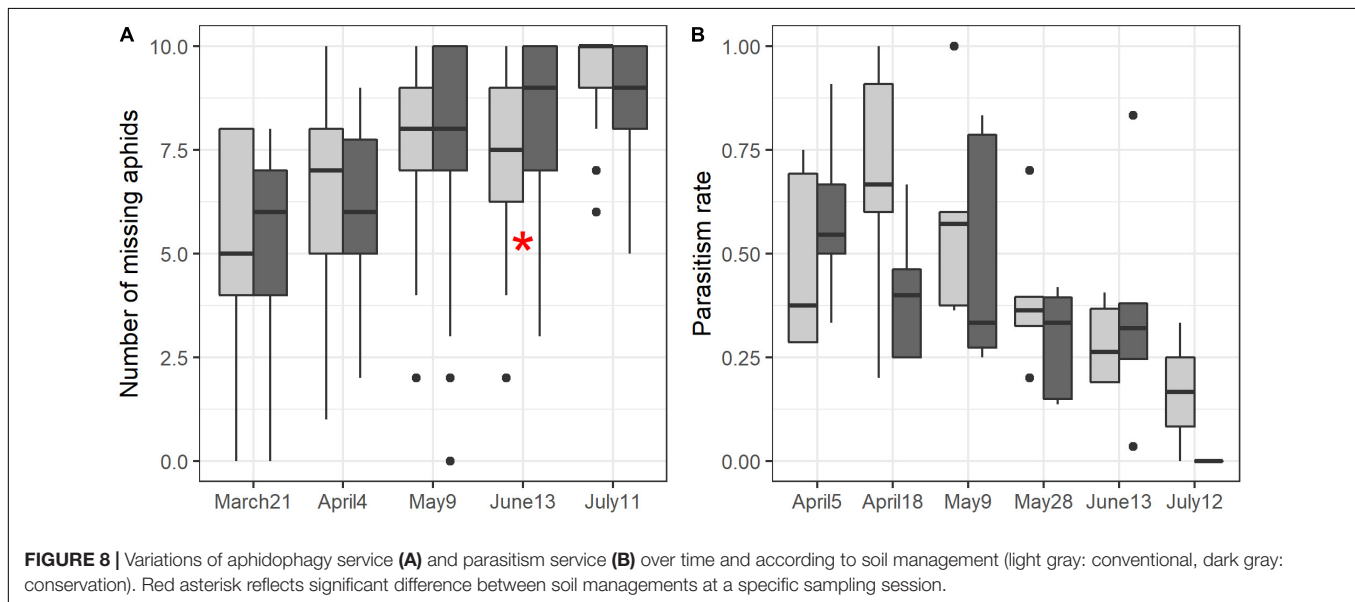 A
B
Number of missing aphids
10.0
7.5
5.0
2.5
0.0
*
March21 April4 May9 June13 July11
Parasitism rate
1.00
0.75
0.50
0.25
0.00
April5 April18 May9 May28 June13 July12
FIGURE 8 | Variations of aphidophagy service (A) and parasitism service (B) over time and according to soil management (light gray: conventional, dark gray:
conservation). Red asterisk reflects significant difference between soil managements at a specific sampling session.